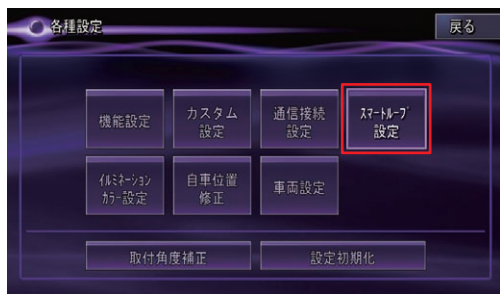 各種設定
戻る
機能設定
カスタム
設定
通信接続
設定
スマートループ
設定
イルミネーション
カラー設定
自車位置
修正
車両設定
取付角度補正
設定初期化